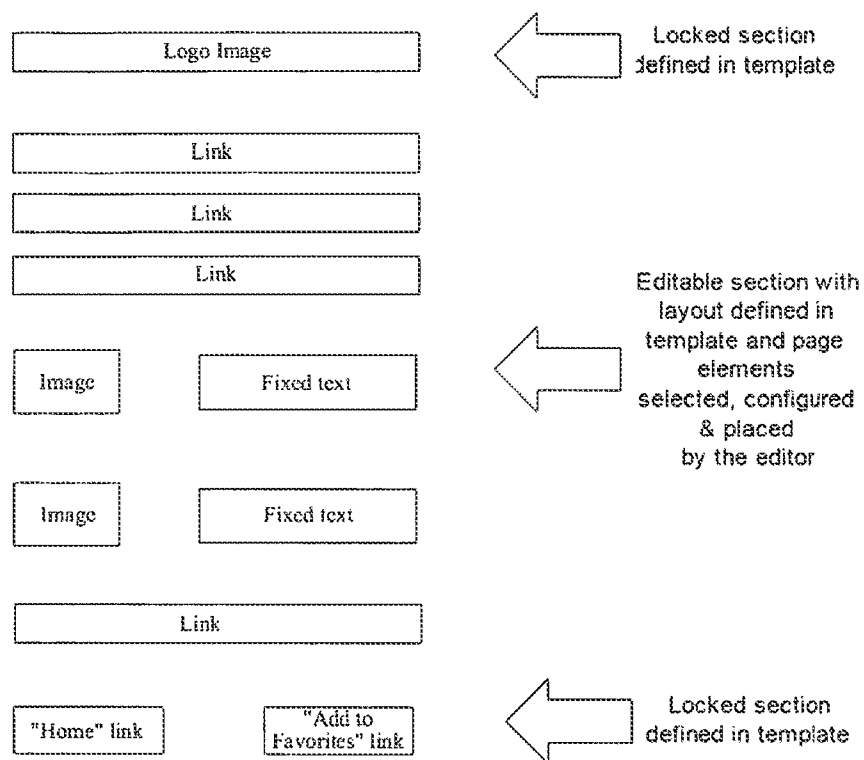 Logo Image
Locked section
defined in template
Link
Link
Link
Editable section with
layout defined in
template and page
elements
selected, configured
& placed
by the editor
Image
Fixed text
Image
Fixed text
Link
"Home" link
"Add to
Favorites" link
Locked section
defined in template